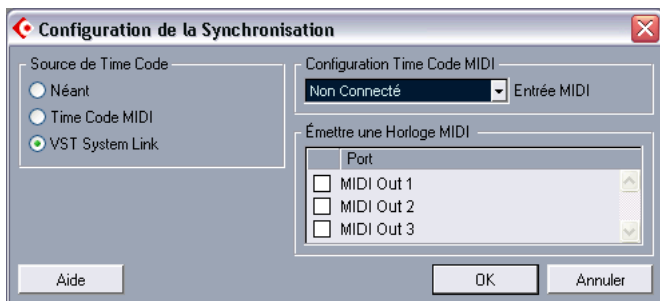 Configuration de la Synchronisation
Source de Time Code
Néant
Time Code MIDI
VST System Link
Configuration Time Code MIDI
Non Connecté
Entrée MIDI
Émettre une Horloge MIDI
Port
MIDI Out 1
MIDI Out 2
MIDI Out 3
Aide
OK
Annuler